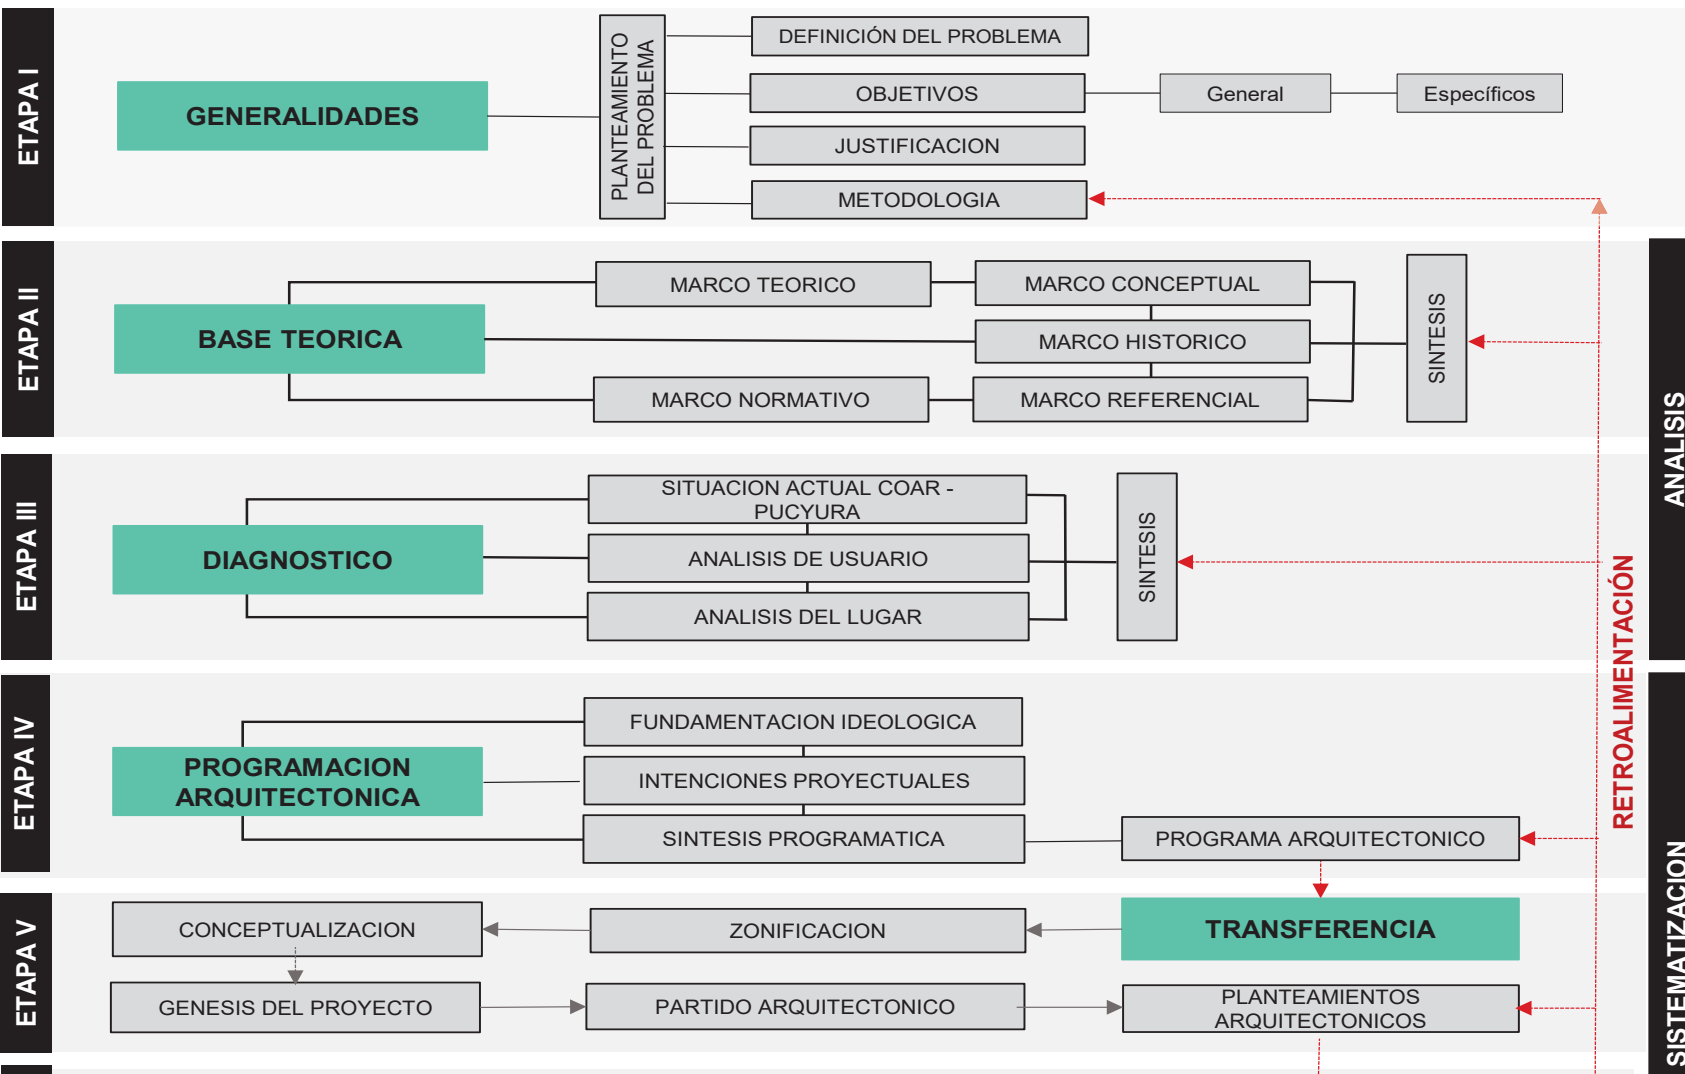 ETAPA I
GENERALIDADES
PLANTEAMIENTO
DEL PROBLEMA
DEFINICIÓN DEL PROBLEMA
OBJETIVOS
General
Específicos
JUSTIFICACION
METODOLOGIA
ETAPA II
BASE TEORICA
MARCO TEORICO
MARCO CONCEPTUAL
MARCO HISTORICO
MARCO NORMATIVO
MARCO REFERENCIAL
SINTESIS
ANALISIS
ETAPA III
DIAGNOSTICO
SITUACION ACTUAL COAR -
PUCYURA
ANALISIS DE USUARIO
ANALISIS DEL LUGAR
SINTESIS
RETROALIMENTACIÓN
ETAPA IV
PROGRAMACION
ARQUITECTONICA
FUNDAMENTACION IDEOLOGICA
INTENCIONES PROYECTUALES
SINTESIS PROGRAMATICA
PROGRAMA ARQUITECTONICO
SISTEMATIZACION
ETAPA V
CONCEPTUALIZACION
ZONIFICACION
TRANSFERENCIA
GENESIS DEL PROYECTO
PARTIDO ARQUITECTONICO
PLANTEAMIENTOS
ARQUITECTONICOS